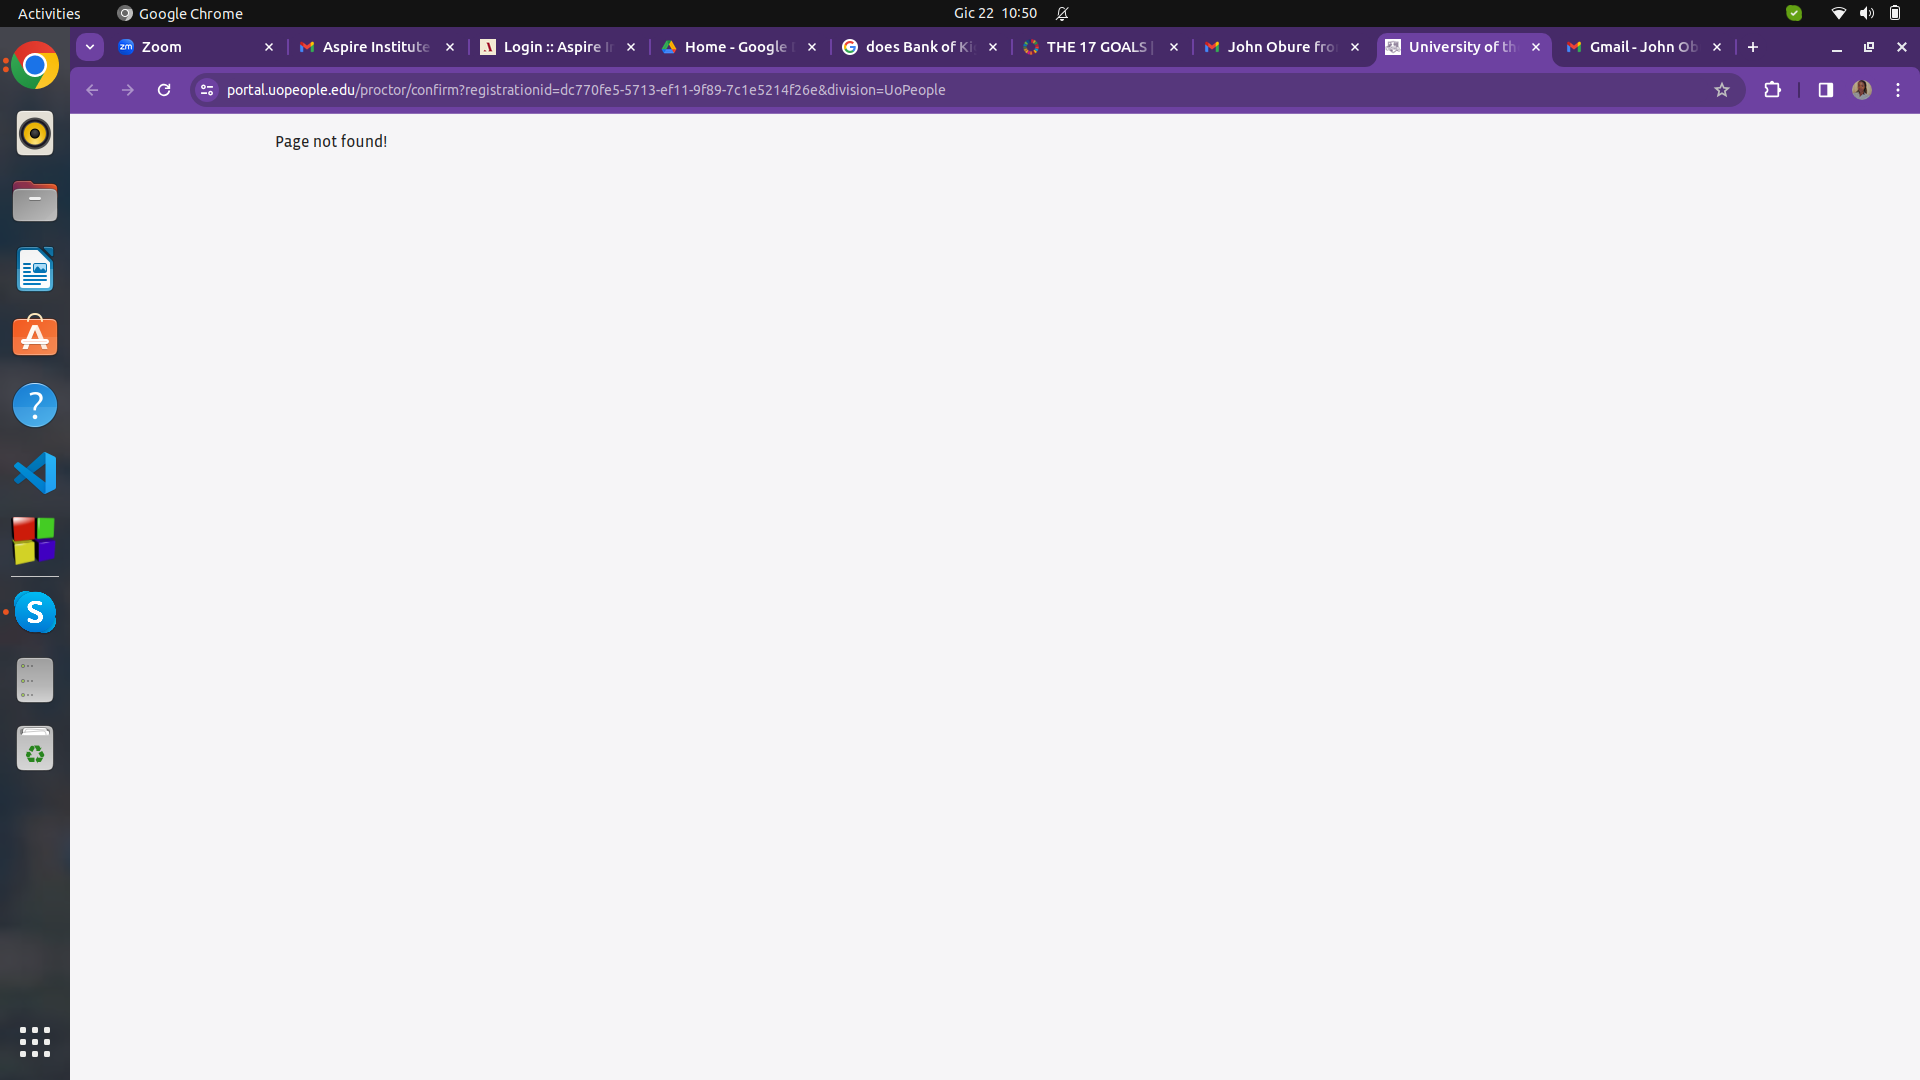 Activities
Google Chrome
Gic 22 10:50
Zoom
Aspire Institute
Login :: Aspire I
Home - Google
does Bank of Ki
THE 17 GOALS |
John Obure fro
University of th
Gmail - John Ob
portal.uopeople.edu/proctor/confirm?registrationid=dc770fe5-5713-ef11-9f89-7c1e5214f26e&division=UoPeople
Page not found!